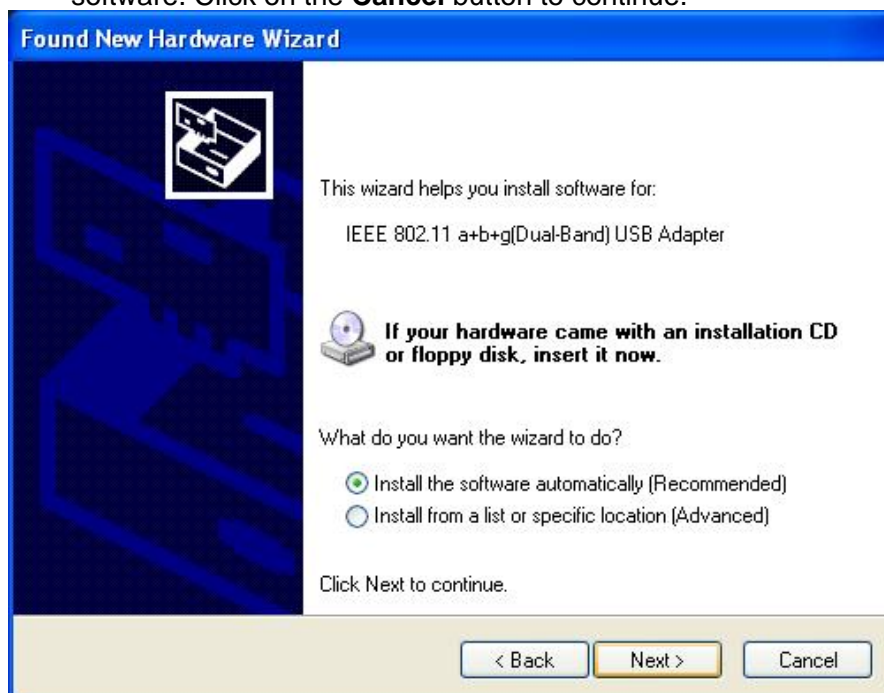 software. Click on the Cancel button to continue.
Found New Hardware Wizard
This wizard helps you install software for:
IEEE 802.11 a+b+g(Dual-Band) USB Adapter
If your hardware came with an installation CD
or floppy disk, insert it now.
What do you want the wizard to do?
Install the software automatically (Recommended)
Install from a list or specific location (Advanced)
Click Next to continue.
< Back Next > Cancel